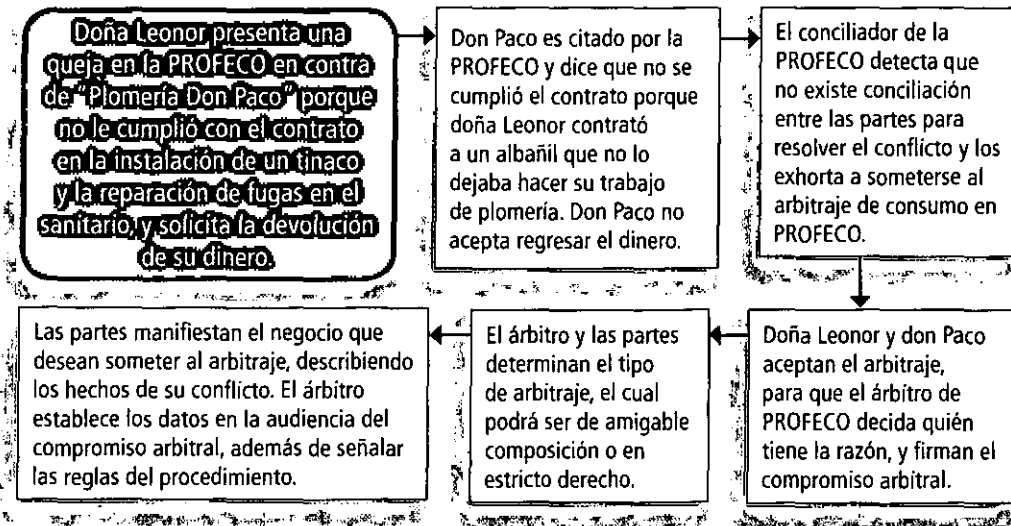 Doña Leonor presenta una
queja en la PROFECO en contra
de "Plomería Don Paco" porque
no le cumplió con el contrato
en la instalación de un tinaco
y la reparación de fugas en el
sanitario, y solicita la devolución
de su dinero.
Don Paco es citado por la
PROFECO y dice que no se
cumplió el contrato porque
doña Leonor contrató
a un albañil que no lo
dejaba hacer su trabajo
de plomería. Don Paco no
acepta regresar el dinero.
El conciliador de la
PROFECO detecta que
no existe conciliación
entre las partes para
resolver el conflicto y los
exhorta a someterse al
arbitraje de consumo en
PROFECO.
Doña Leonor y don Paco
aceptan el arbitraje,
para que el árbitro de
PROFECO decida quién
tiene la razón, y firman el
compromiso arbitral.
El árbitro y las partes
determinan el tipo
de arbitraje, el cual
podrá ser de amigable
composición o en
estricto derecho.
Las partes manifiestan el negocio que
desean someter al arbitraje, describiendo
los hechos de su conflicto. El árbitro
establece los datos en la audiencia del
compromiso arbitral, además de señalar
las reglas del procedimiento.